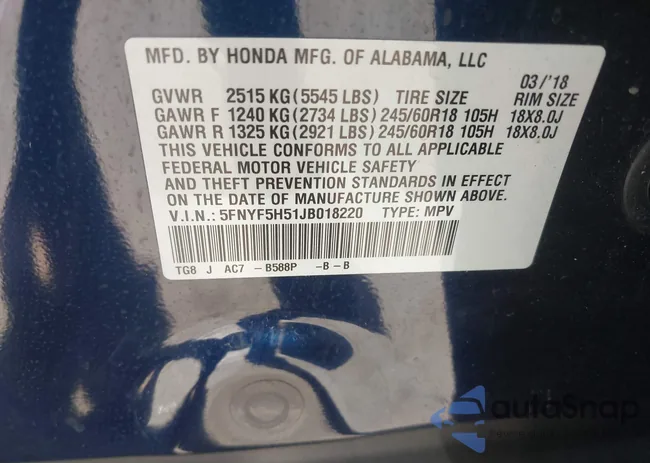 MFD. BY HONDA MFG. OF ALABAMA, LLC
03/'18
GVWR 2515 KG(5545 LBS) TIRE SIZE RIM SIZE
GAWR F 1240 KG(2734 LBS)245/60R18 105H 18X8.0J
GAWR R 1325 KG(2921 LBS)245/60R18 105H 18X8.0J
THIS VEHICLE CONFORMS TO ALL APPLICABLE
FEDERAL MOTOR VEHICLE SAFETY
AND THEFT PREVENTION STANDARDS IN EFFECT
ON THE DATE OF MANUFACTURE SHOWN ABOVE.
V.I.N.: 5FNYF5H51JB018220 TYPE: MPV
TG8 J AC7 -B588P -B-B
autoSnap